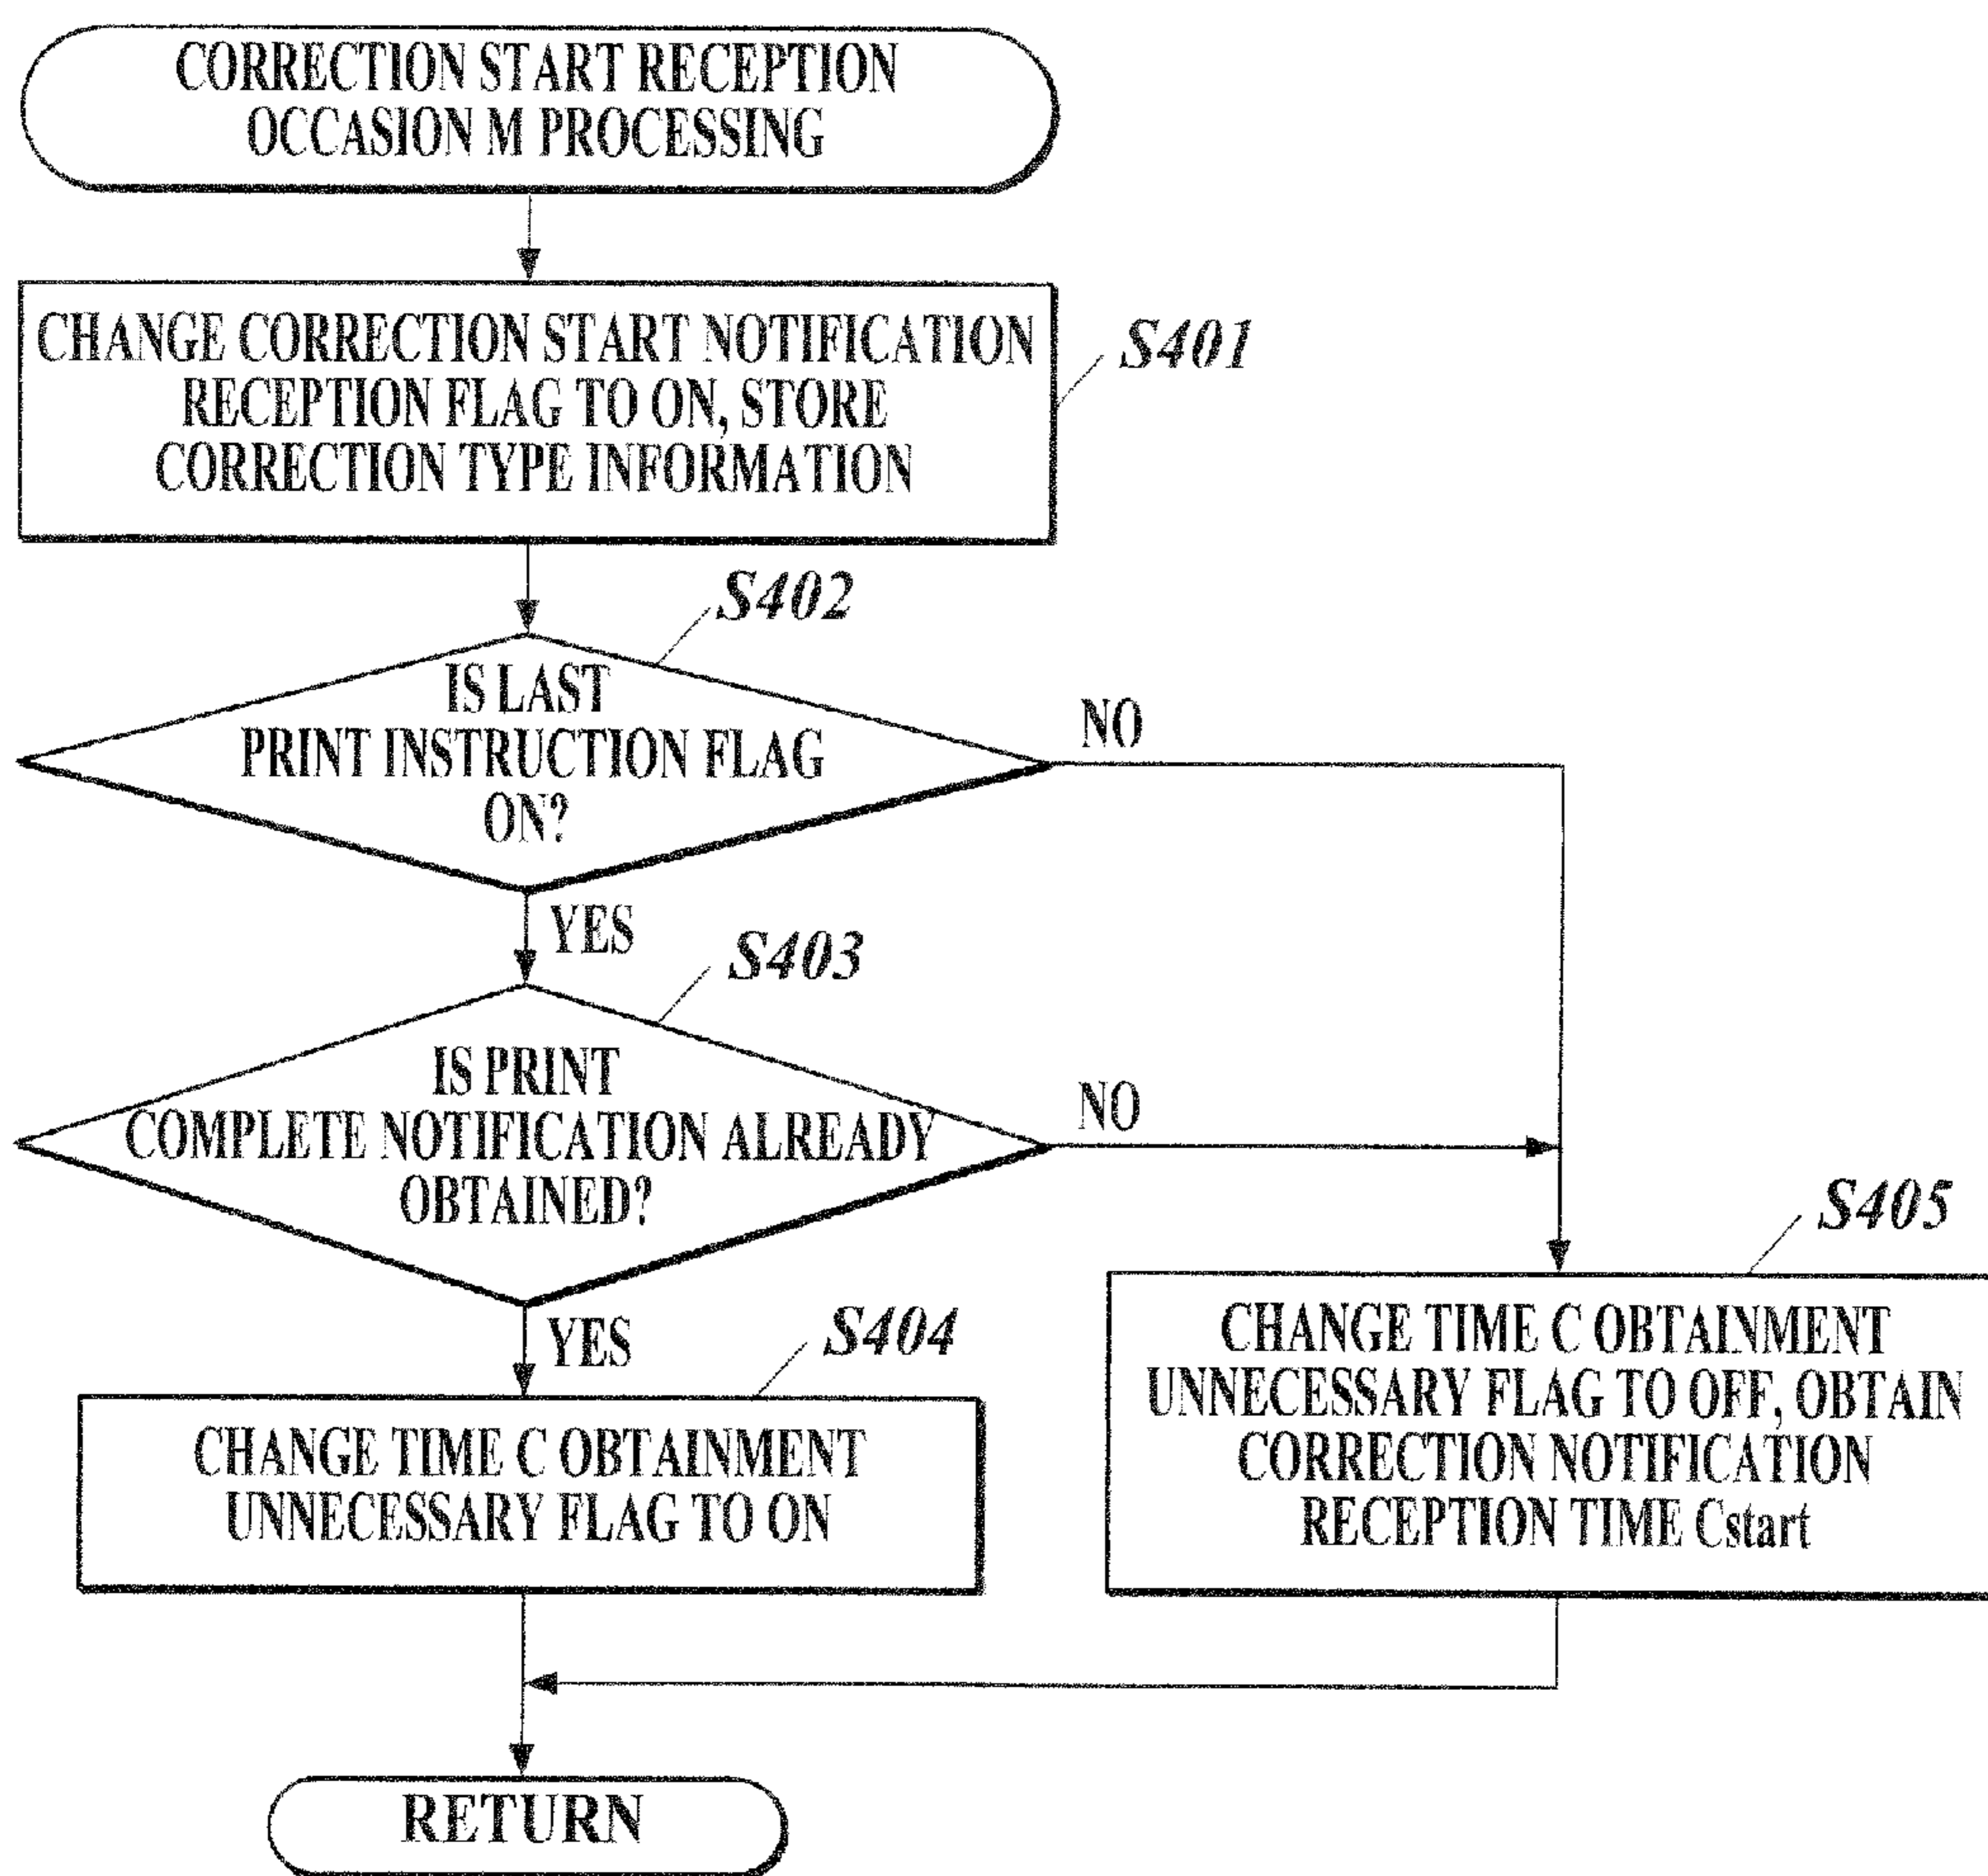 CORRECTION START RECEPTION
OCCASION M PROCESSING
CHANGE CORRECTION START NOTIFICATION
RECEPTION FLAG TO ON, STORE
CORRECTION TYPE INFORMATION
S401
S402
IS LAST
PRINT INSTRUCTION FLAG
ON?
NO
YES
S403
IS PRINT
COMPLETE NOTIFICATION ALREADY
OBTAINED?
NO
YES
S404
CHANGE TIME C OBTAINMENT
UNNECESSARY FLAG TO ON
S405
CHANGE TIME C OBTAINMENT
UNNECESSARY FLAG TO OFF, OBTAIN
CORRECTION NOTIFICATION
RECEPTION TIME Cstart
RETURN